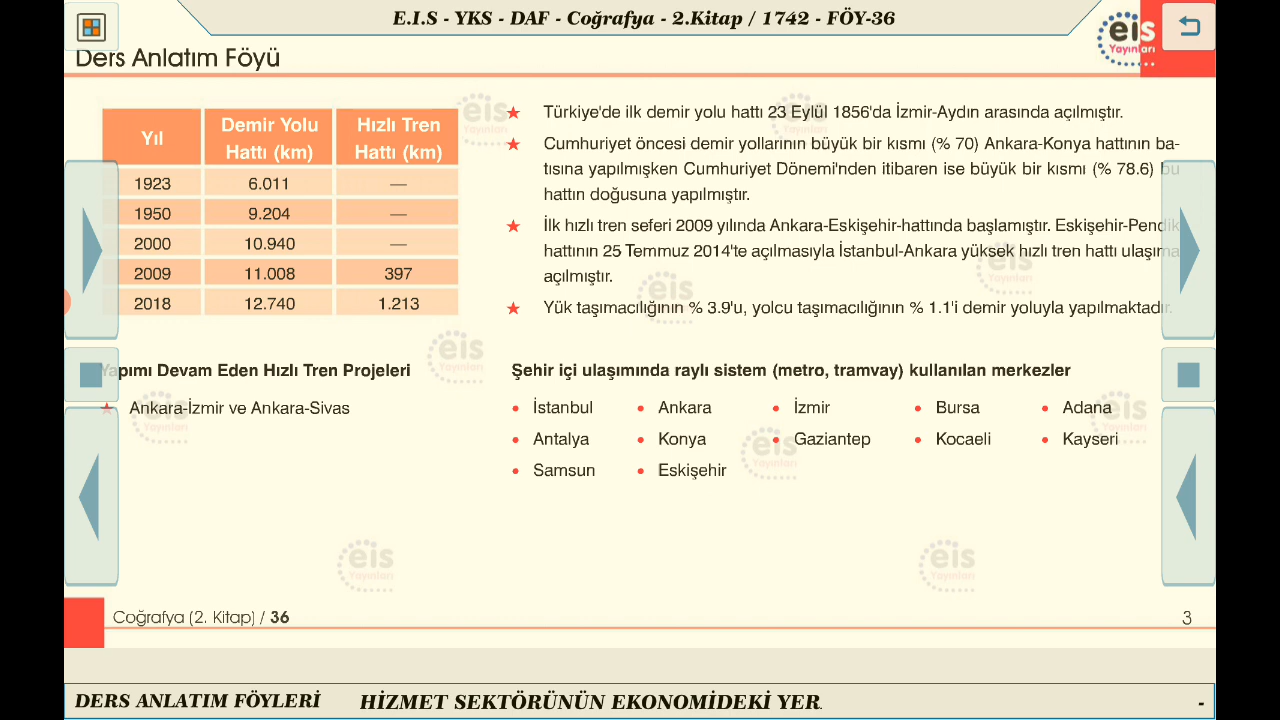 E.I.S - YKS - DAF - Coğrafya - 2.Kitap / 1742 - FÖY-36
eis
Yayınları
Ders Anlatım Föyü
Yıl Demir Yolu Hattı (km) Hızlı Tren Hattı (km)
1923 6.011 —
1950 9.204 —
2000 10.940 —
2009 11.008 397
2018 12.740 1.213
★ Türkiye'de ilk demir yolu hattı 23 Eylül 1856'da İzmir-Aydın arasında açılmıştır.
★ Cumhuriyet öncesi demir yollarının büyük bir kısmı (% 70) Ankara-Konya hattının ba-
tısına yapılmışken Cumhuriyet Dönemi'nden itibaren ise büyük bir kısmı (% 78.6) bu
hattın doğusuna yapılmıştır.
★ İlk hızlı tren seferi 2009 yılında Ankara-Eskişehir-hattında başlamıştır. Eskişehir-Pendik
hattının 25 Temmuz 2014'te açılmasıyla İstanbul-Ankara yüksek hızlı tren hattı ulaşıma
açılmıştır.
★ Yük taşımacılığının % 3.9'u, yolcu taşımacılığının % 1.1'i demir yoluyla yapılmaktadır.
Yapımı Devam Eden Hızlı Tren Projeleri
★ Ankara-İzmir ve Ankara-Sivas
Şehir içi ulaşımında raylı sistem (metro, tramvay) kullanılan merkezler
• İstanbul • Ankara • İzmir • Bursa • Adana
• Antalya • Konya • Gaziantep • Kocaeli • Kayseri
• Samsun • Eskişehir
Coğrafya (2. Kitap) / 36
3
DERS ANLATIM FÖYLERİ HİZMET SEKTÖRÜNÜN EKONOMİDEKİ YER
-